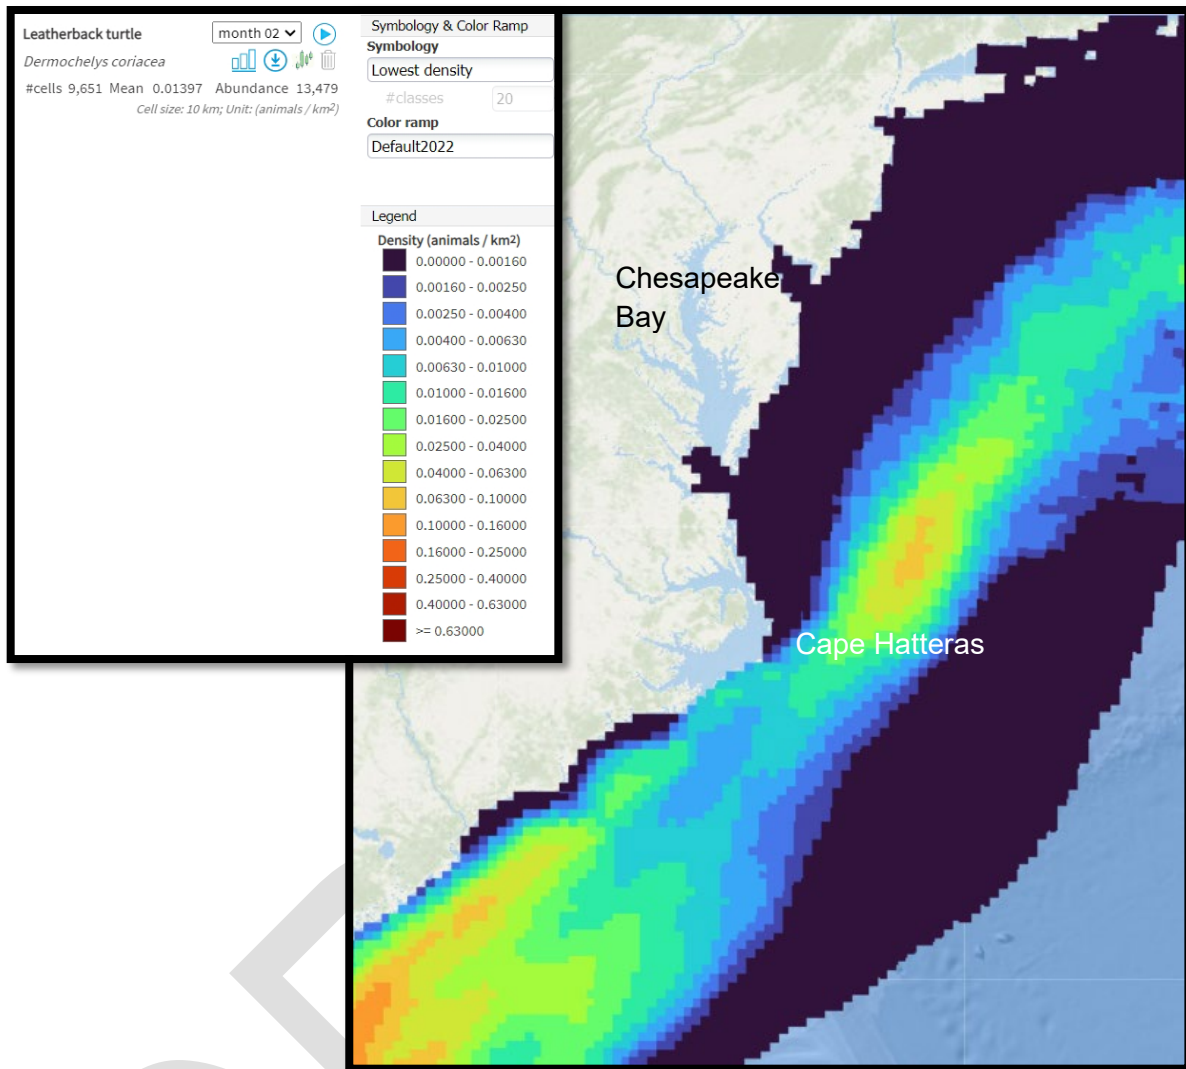 Leatherback turtle
month 02
Dermochelys coriacea
#cells 9,651 Mean 0.01397 Abundance 13,479
Cell size: 10 km; Unit: (animals / km²)
Symbology & Color Ramp
Symbology
Lowest density
#classes 20
Color ramp
Default2022
Legend
Density (animals / km²)
0.00000 - 0.00160
0.00160 - 0.00250
0.00250 - 0.00400
0.00400 - 0.00630
0.00630 - 0.01000
0.01000 - 0.01600
0.01600 - 0.02500
0.02500 - 0.04000
0.04000 - 0.06300
0.06300 - 0.10000
0.10000 - 0.16000
0.16000 - 0.25000
0.25000 - 0.40000
0.40000 - 0.63000
>= 0.63000
Chesapeake
Bay
Cape Hatteras